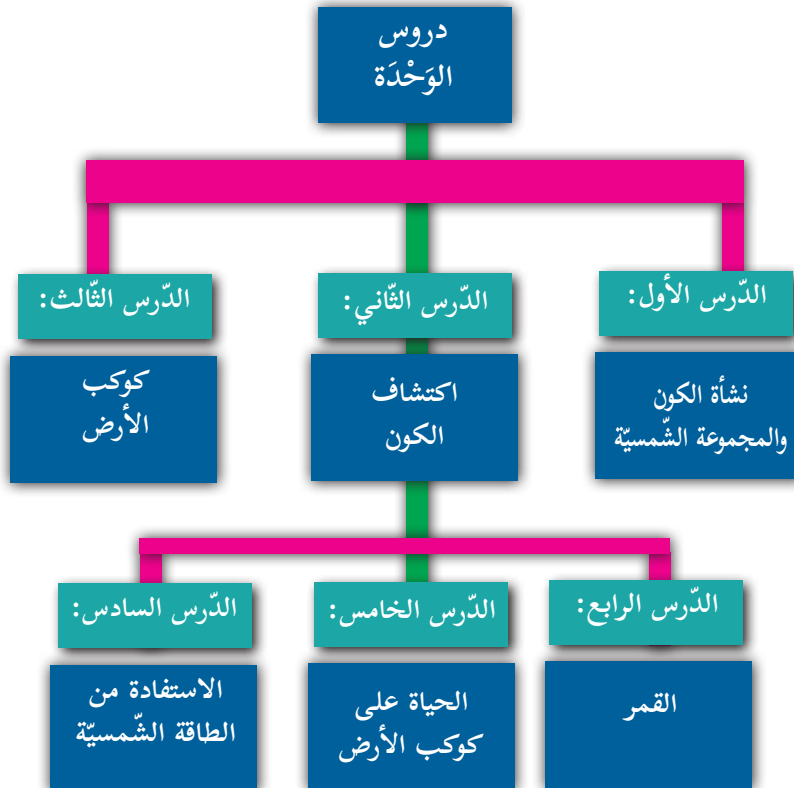 دروس
الوَحْدَة
الدّرس الأول:
نشأة الكون
والمجموعة الشّمسيّة
الدّرس الثّاني:
اكتشاف
الكون
الدّرس الثّالث:
كوكب
الأرض
الدّرس الرابع:
القمر
الدّرس الخامس:
الحياة على
كوكب الأرض
الدّرس السادس:
الاستفادة من
الطاقة الشّمسيّة